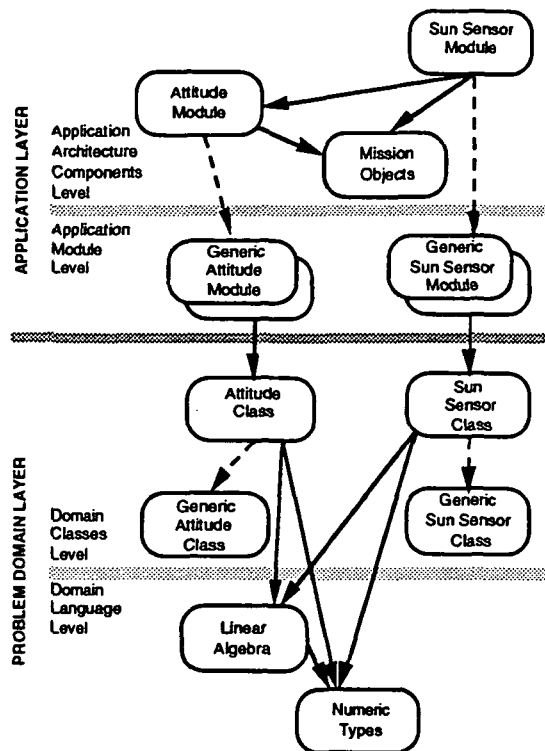 Sun Sensor
Module
Attitude
Module
Application
Architecture
Components
Level
Mission
Objects
APPLICATION LAYER
Application
Module
Level
Generic
Attitude
Module
Generic
Sun Sensor
Module
Attitude
Class
Sun
Sensor
Class
PROBLEM DOMAIN LAYER
Domain
Classes
Level
Generic
Attitude
Class
Generic
Sun Sensor
Class
Domain
Language
Level
Linear
Algebra
Numeric
Types